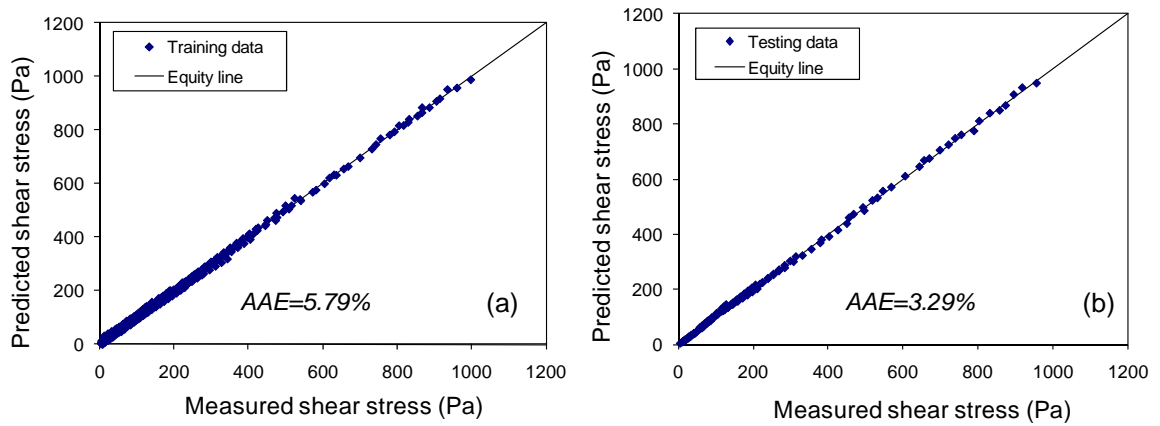 Predicted shear stress (Pa)
1200
1000
800
600
400
200
0
Training data
Equity line
AAE=5.79%
(a)
0 200 400 600 800 1000 1200
Measured shear stress (Pa)
Predicted shear stress (Pa)
1200
1000
800
600
400
200
0
Testing data
Equity line
AAE=3.29%
(b)
0 200 400 600 800 1000 1200
Measured shear stress (Pa)